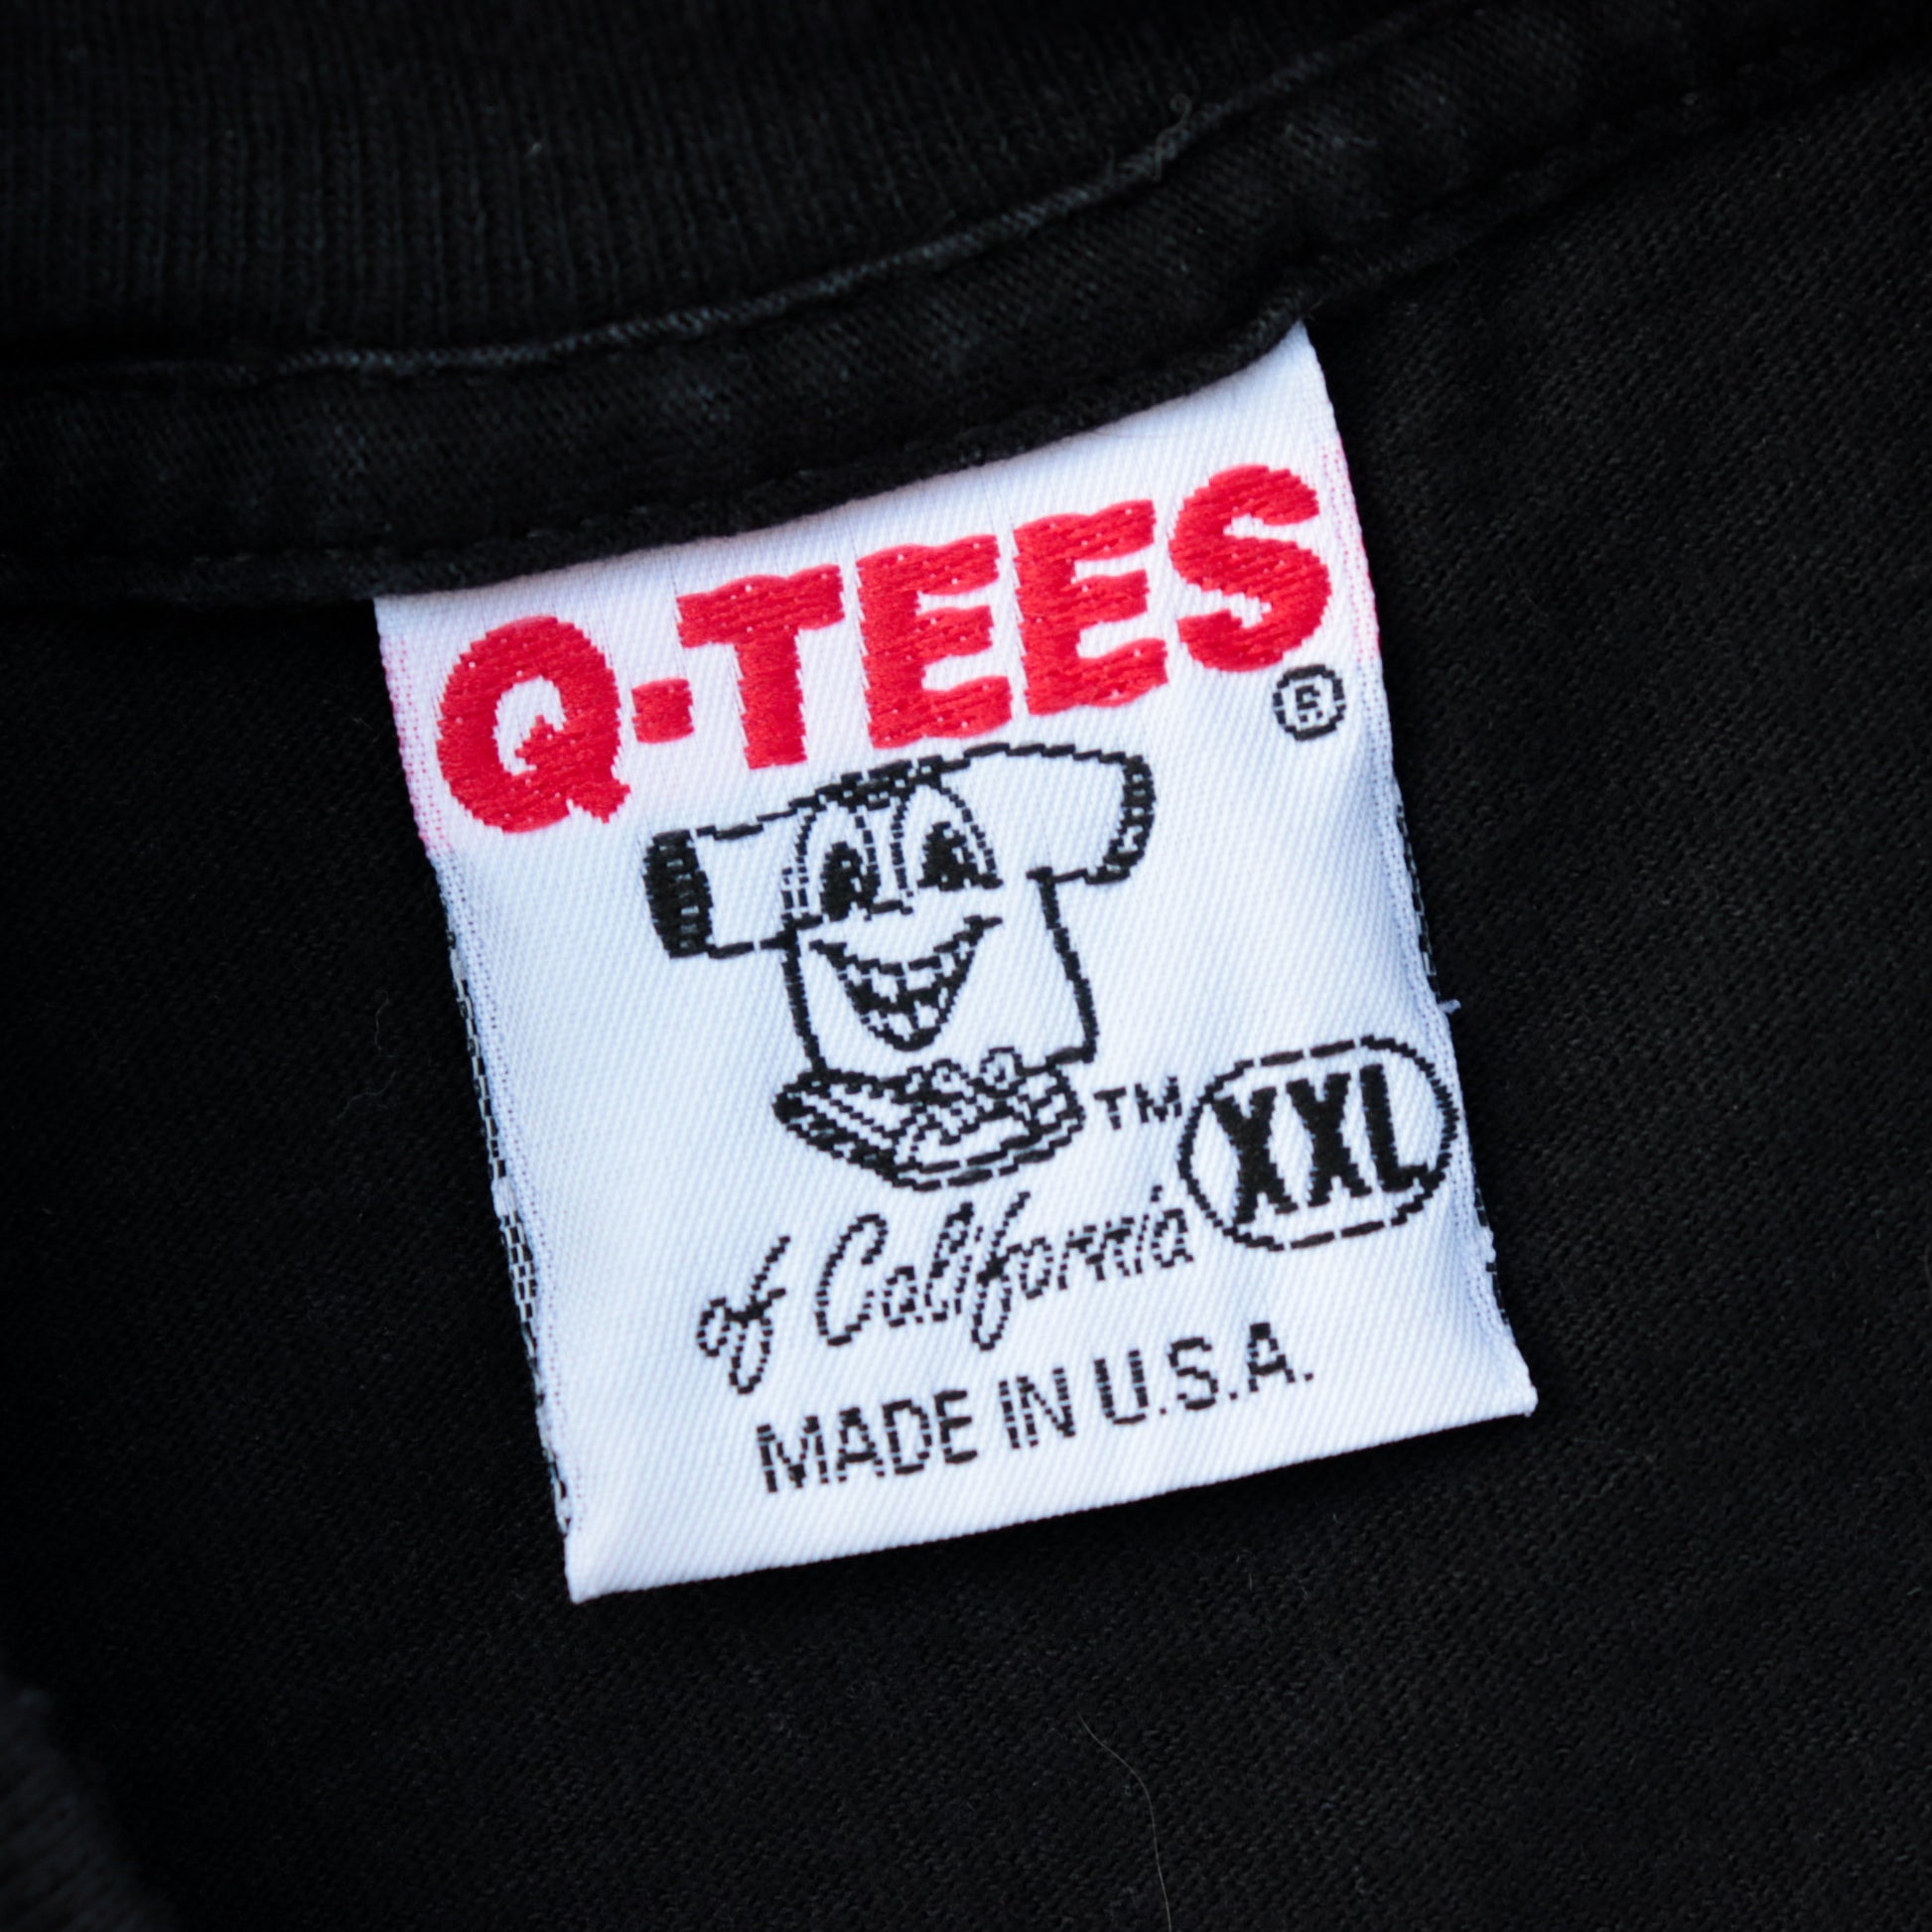 Q-TEES
®
TM
XXL
of California
MADE IN U.S.A.